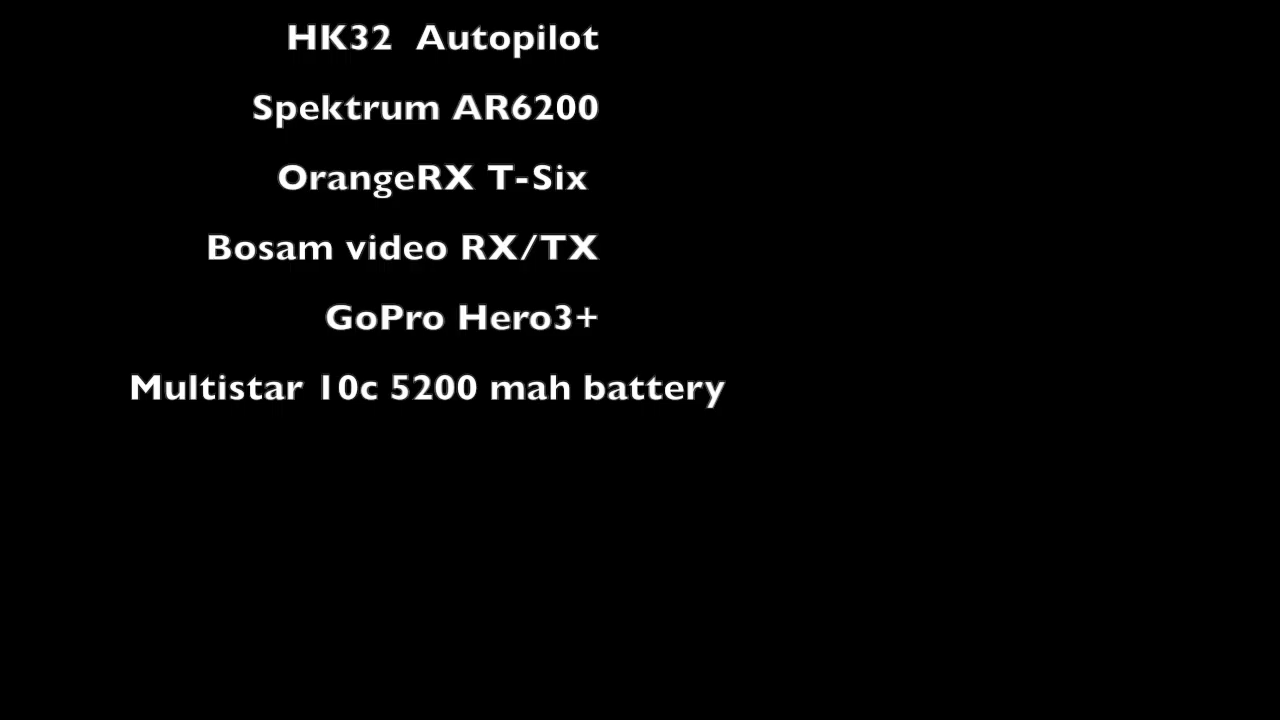 HK32  Autopilot
Spektrum AR6200
OrangeRX T-Six
Bosam video RX/TX
GoPro Hero3+
Multistar 10c 5200 mah battery